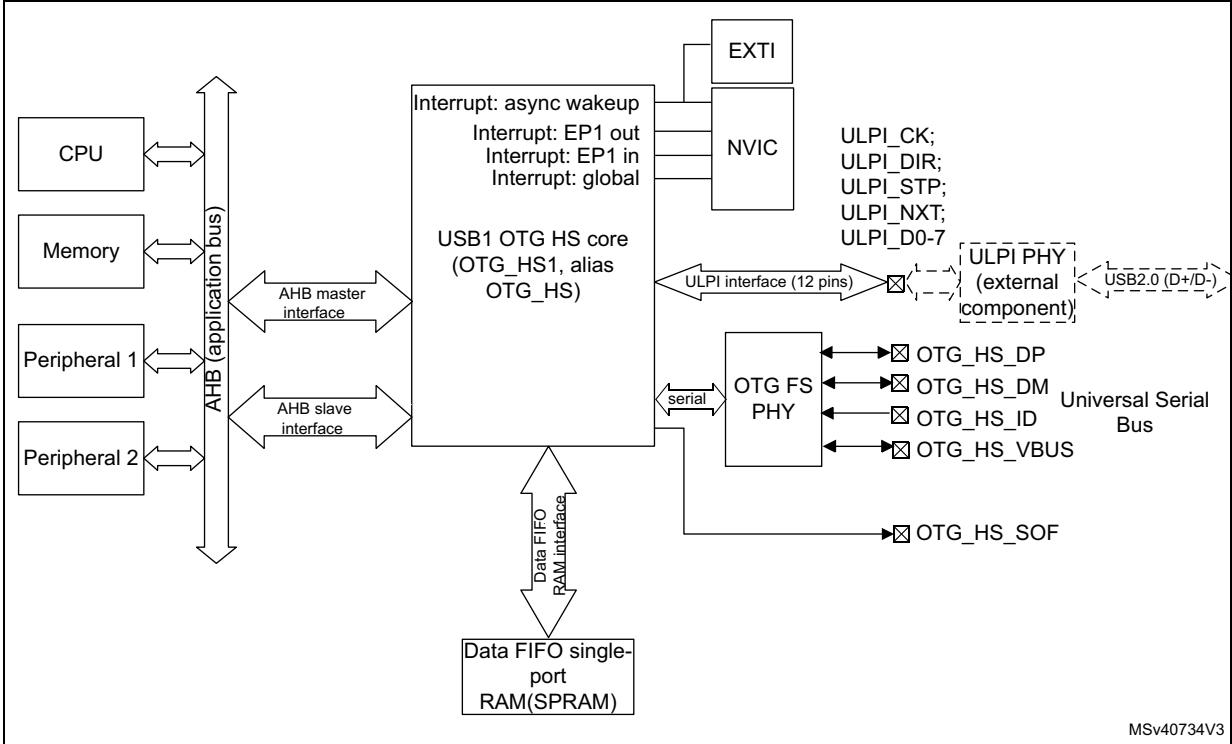 EXTI
Interrupt: async wakeup
Interrupt: EP1 out
Interrupt: EP1 in
Interrupt: global
NVIC
CPU
Memory
Peripheral 1
Peripheral 2
AHB (application bus)
AHB master
interface
AHB slave
interface
USB1 OTG HS core
(OTG_HS1, alias
OTG_HS)
ULPI_CK;
ULPI_DIR;
ULPI_STP;
ULPI_NXT;
ULPI_D0-7
ULPI interface (12 pins)
ULPI PHY
(external
component)
USB2.0 (D+/D-)
serial
OTG FS
PHY
OTG_HS_DP
OTG_HS_DM
OTG_HS_ID
OTG_HS_VBUS
Universal Serial
Bus
OTG_HS_SOF
Data FIFO
RAM interface
Data FIFO single-
port
RAM(SPRAM)
MSv40734V3